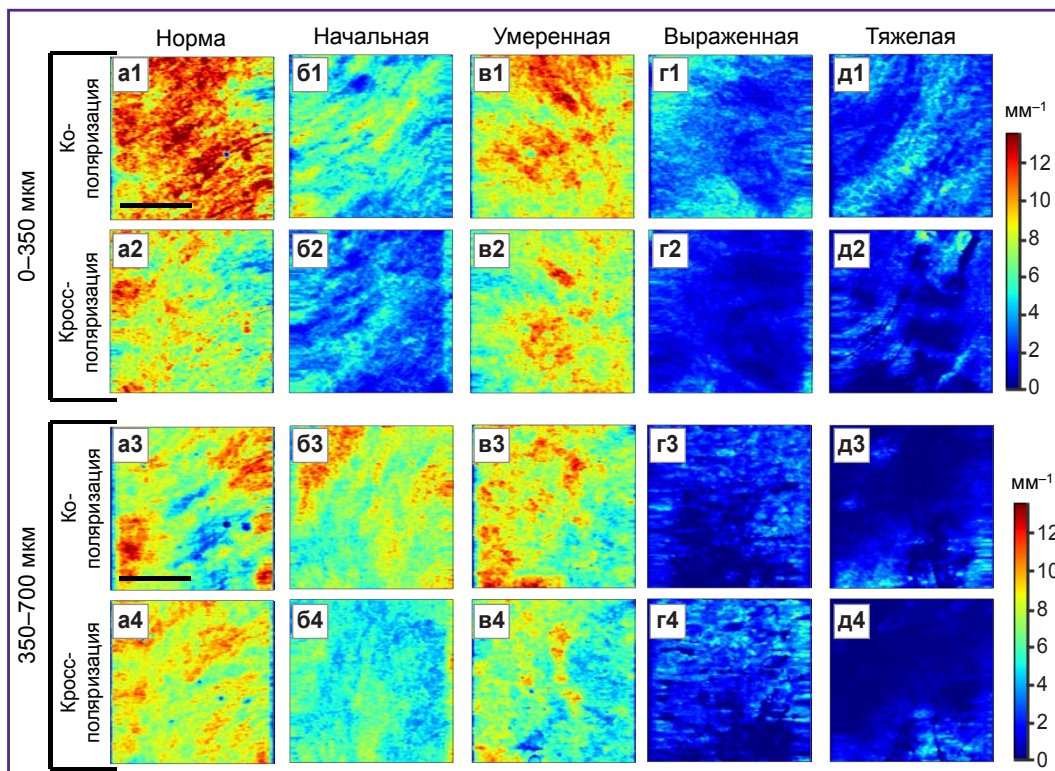 Норма Начальная Умеренная Выраженная Тяжелая
0–350 мкм
Ко-
поляризация
а1 б1 в1 г1 д1
мм–1
12
10
8
6
4
2
0
Кросс-
поляризация
а2 б2 в2 г2 д2
350–700 мкм
Ко-
поляризация
а3 б3 в3 г3 д3
мм–1
12
10
8
6
4
2
0
Кросс-
поляризация
а4 б4 в4 г4 д4